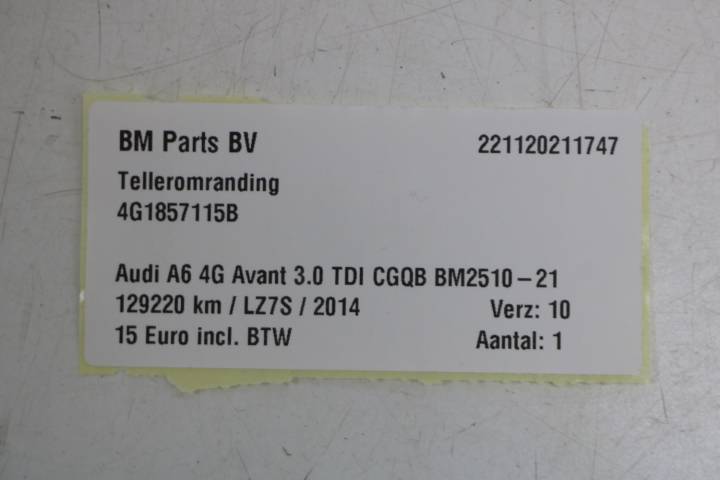 BM Parts BV 221120211747
Telleromranding
4G1857115B
Audi A6 4G Avant 3.0 TDI CGQB BM2510-21
129220 km / LZ7S / 2014 Verz: 10
15 Euro incl. BTW Aantal: 1